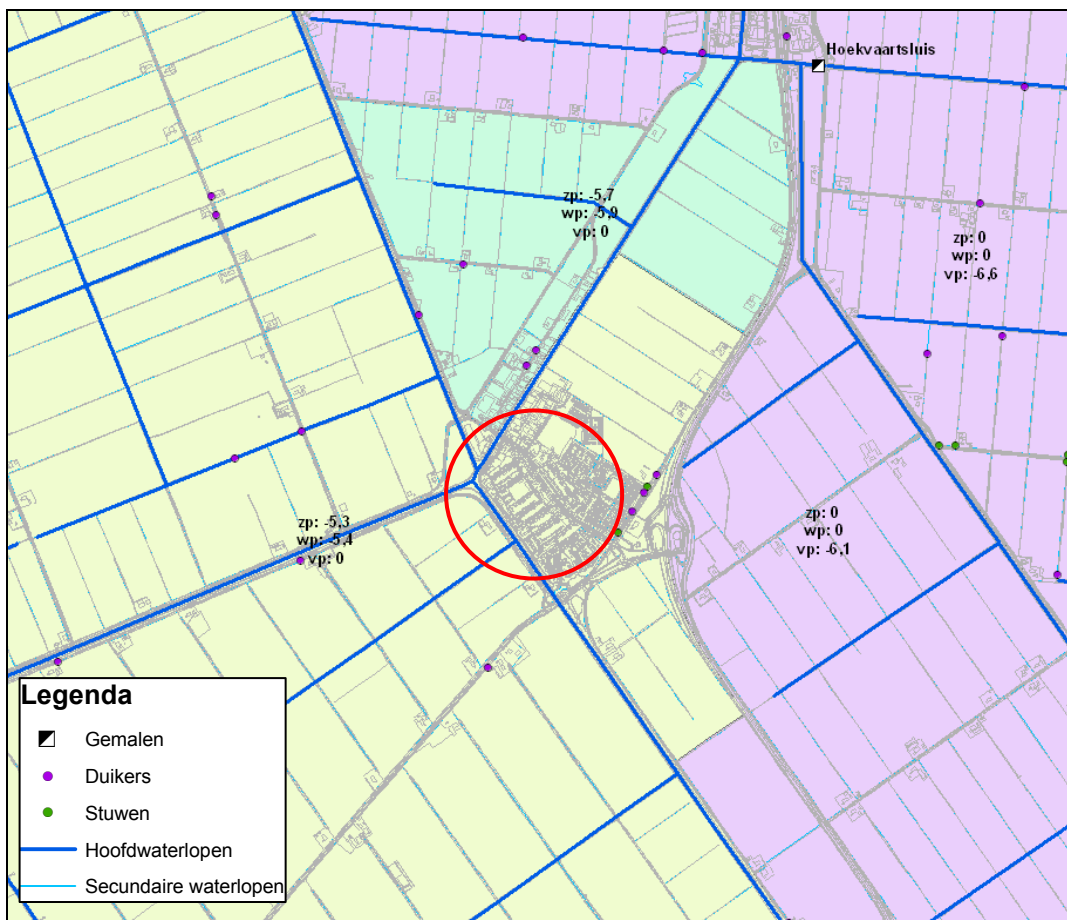 Hoekvaartsluis
zp: -5,7
wp: -5,9
vp: 0
zp: 0
wp: 0
vp: -6,6
zp: -5,3
wp: -5,4
vp: 0
zp: 0
wp: 0
vp: -6,1
Legenda
Gemalen
Duikers
Stuwen
Hoofdwaterlopen
Secundaire waterlopen